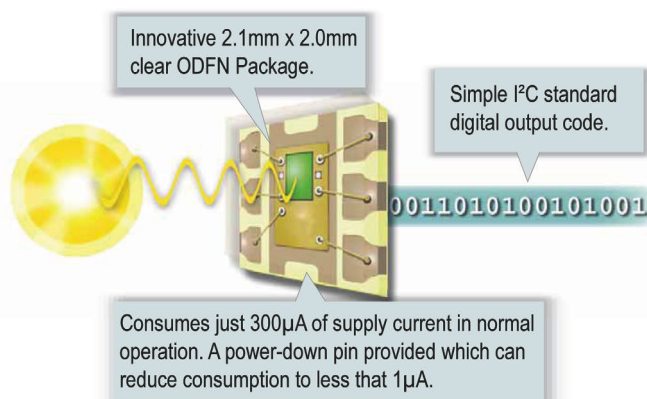 Innovative 2.1mm x 2.0mm
clear ODFN Package.
Simple I²C standard
digital output code.
0011010100101001
Consumes just 300µA of supply current in normal
operation. A power-down pin provided which can
reduce consumption to less that 1µA.